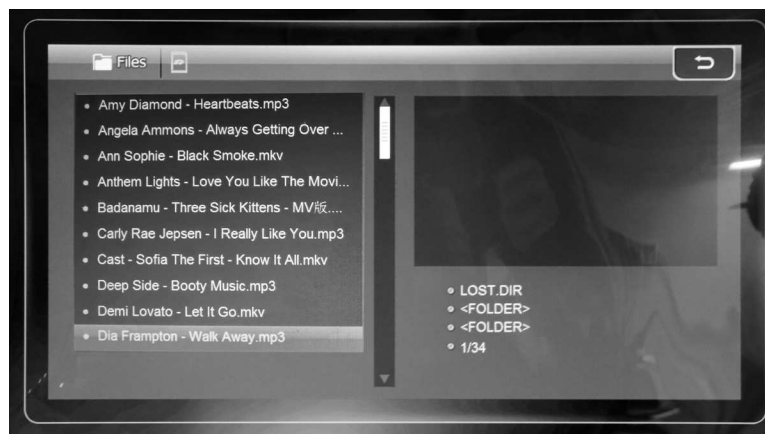 Files
Amy Diamond - Heartbeats.mp3
Angela Ammons - Always Getting Over ...
Ann Sophie - Black Smoke.mkv
Anthem Lights - Love You Like The Movi...
Badanamu - Three Sick Kittens - MV版....
Carly Rae Jepsen - I Really Like You.mp3
Cast - Sofia The First - Know It All.mkv
Deep Side - Booty Music.mp3
Demi Lovato - Let It Go.mkv
Dia Frampton - Walk Away.mp3
LOST.DIR
<FOLDER>
<FOLDER>
1/34